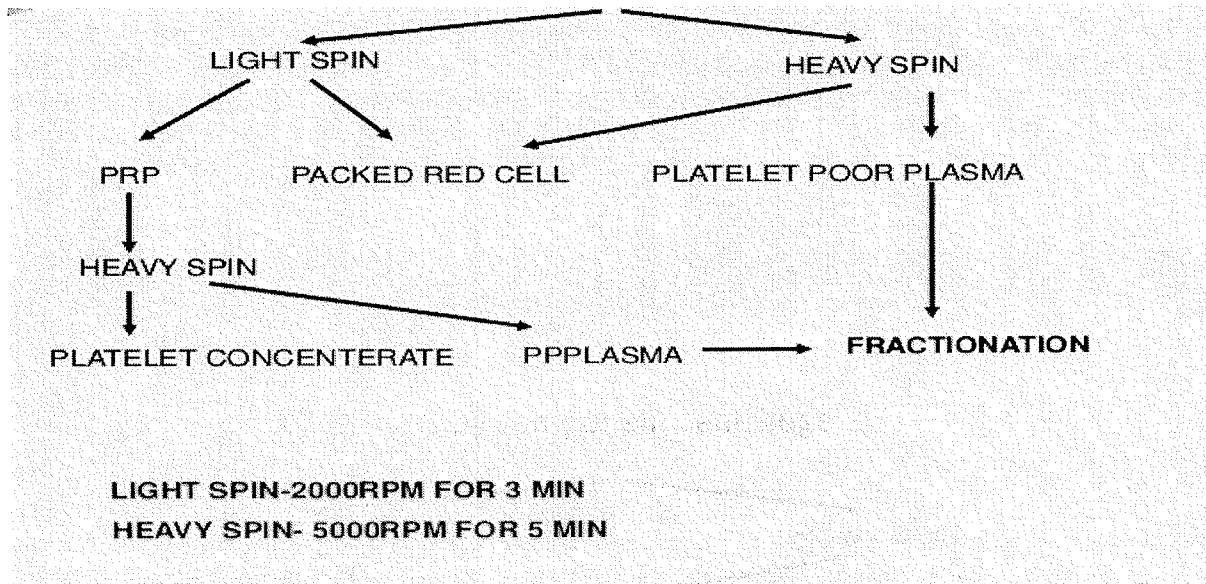 LIGHT SPIN
HEAVY SPIN
PRP
PACKED RED CELL
PLATELET POOR PLASMA
HEAVY SPIN
PLATELET CONCENTERATE
PPPLASMA
FRACTIONATION
LIGHT SPIN-2000RPM FOR 3 MIN
HEAVY SPIN- 5000RPM FOR 5 MIN